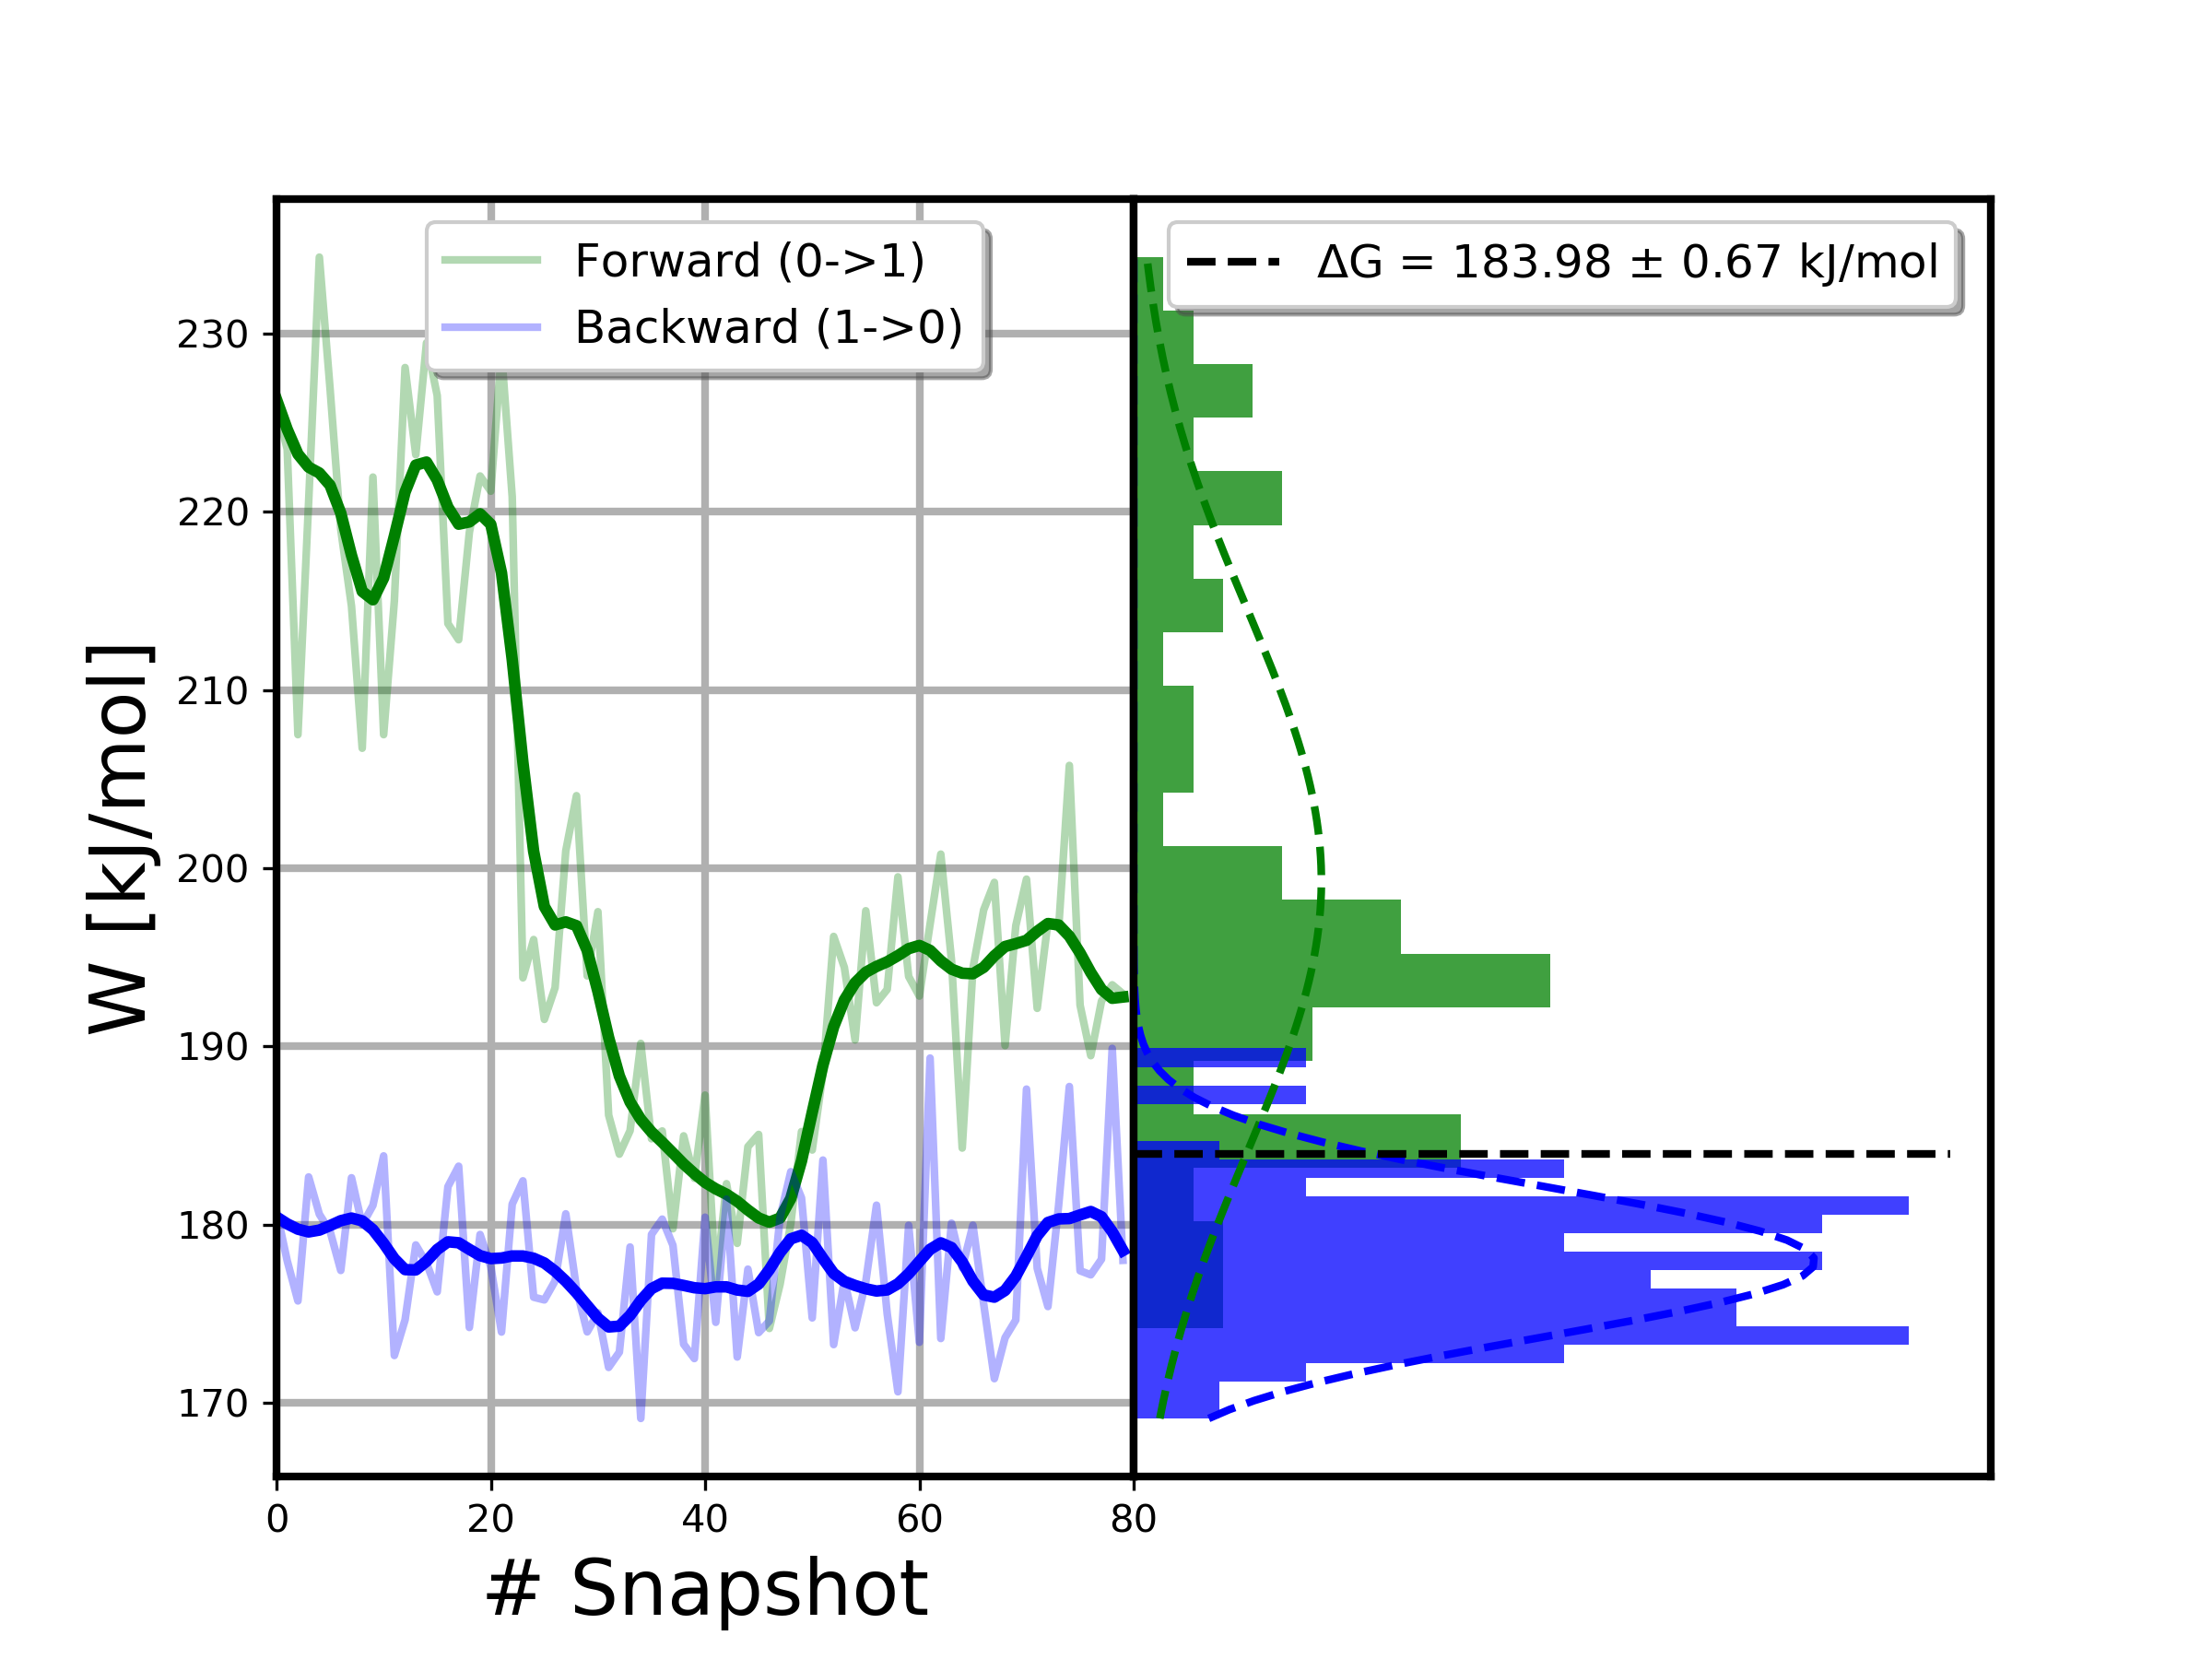 Forward (0->1)
Backward (1->0)
ΔG = 183.98 ± 0.67 kJ/mol
W [kJ/mol]
230
220
210
200
190
180
170
0 20 40 60 80
# Snapshot